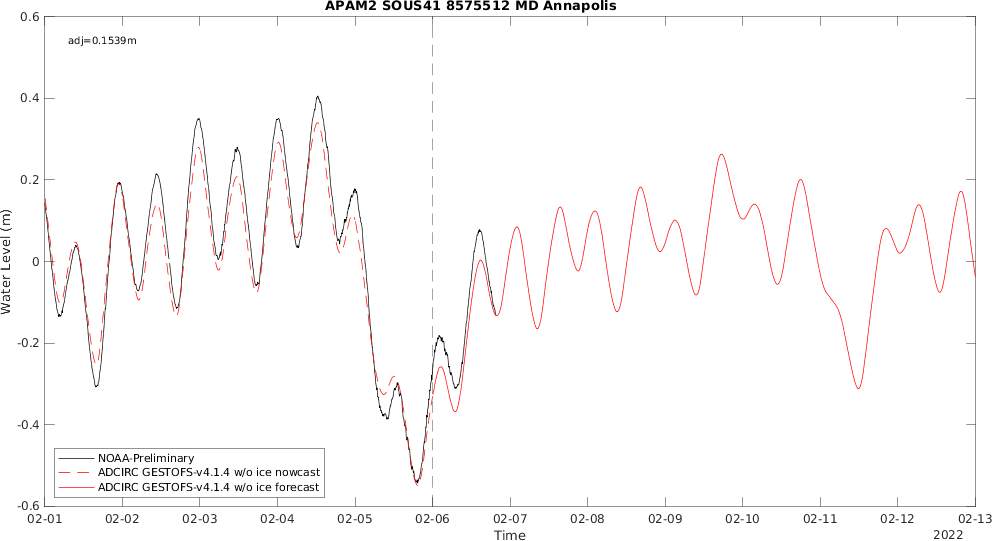 APAM2 SOUS41 8575512 MD Annapolis
adj=0.1539m
0.6
0.4
0.2
0
-0.2
-0.4
-0.6
Water Level (m)
NOAA-Preliminary
ADCIRC GESTOFS-v4.1.4 w/o ice nowcast
ADCIRC GESTOFS-v4.1.4 w/o ice forecast
02-01 02-02 02-03 02-04 02-05 02-06 02-07 02-08 02-09 02-10 02-11 02-12 02-13
Time
2022